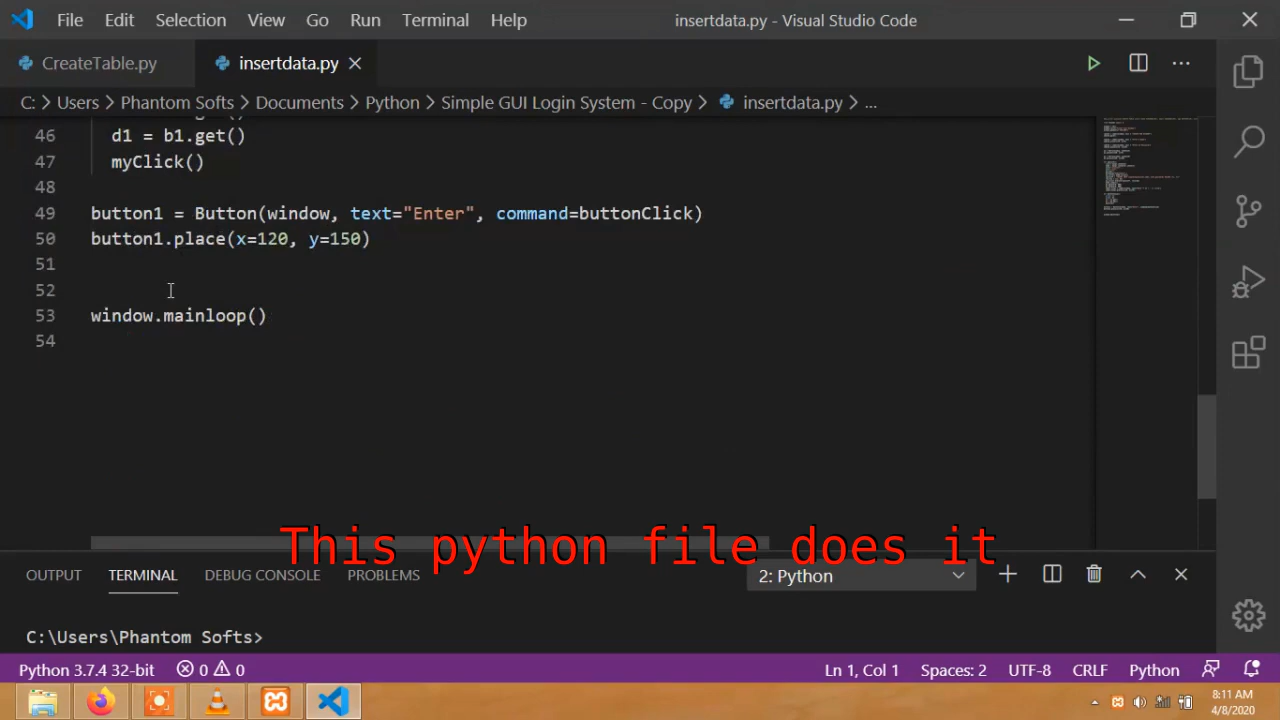 File Edit Selection View Go Run Terminal Help insertdata.py - Visual Studio Code
CreateTable.py insertdata.py
C: > Users > Phantom Softs > Documents > Python > Simple GUI Login System - Copy > insertdata.py > ...
46 d1 = b1.get()
47 myClick()
48
49 button1 = Button(window, text="Enter", command=buttonClick)
50 button1.place(x=120, y=150)
51
52
53 window.mainloop()
54
This python file does it
OUTPUT TERMINAL DEBUG CONSOLE PROBLEMS 2: Python
C:\Users\Phantom Softs>
Python 3.7.4 32-bit 0 0 Ln 1, Col 1 Spaces: 2 UTF-8 CRLF Python
8:11 AM
4/8/2020